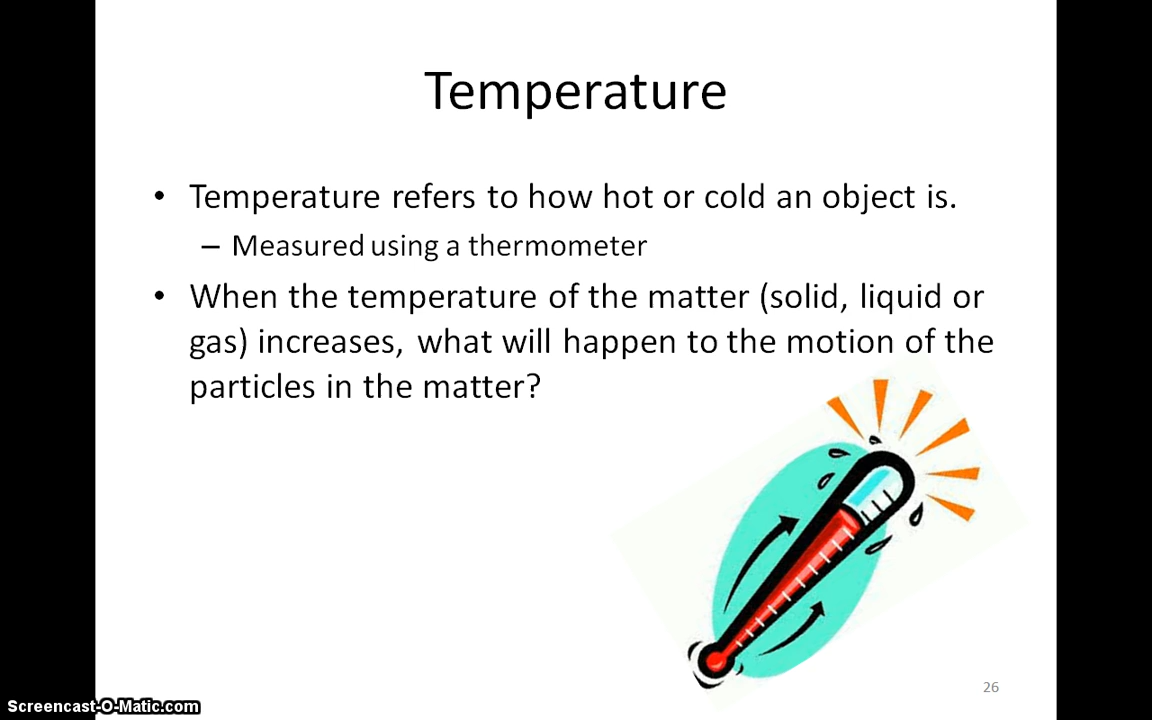 Temperature
• Temperature refers to how hot or cold an object is.
– Measured using a thermometer
• When the temperature of the matter (solid, liquid or
gas) increases, what will happen to the motion of the
particles in the matter?
26
Screencast-O-Matic.com